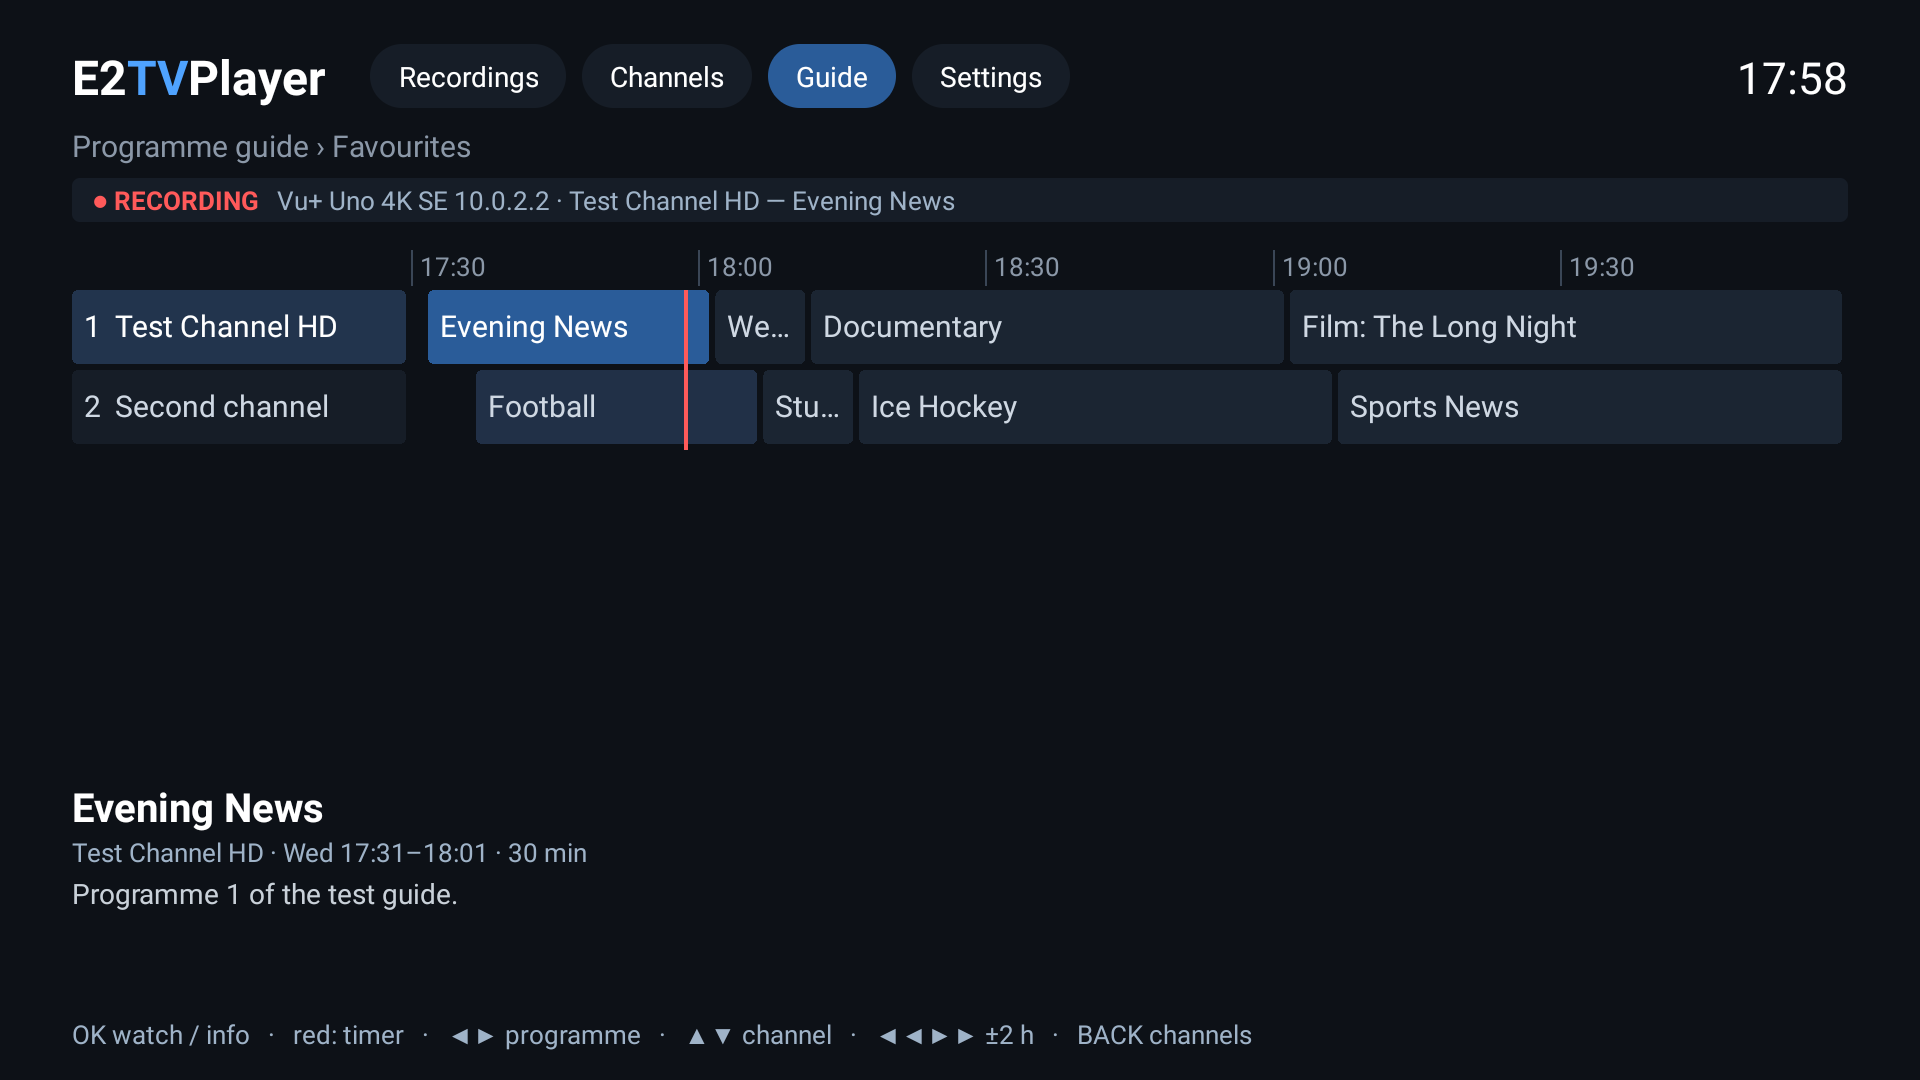 E2TVPlayer Recordings Channels Guide Settings 17:58
Programme guide › Favourites
● RECORDING Vu+ Uno 4K SE 10.0.2.2 · Test Channel HD — Evening News
17:30 18:00 18:30 19:00 19:30
1 Test Channel HD Evening News We... Documentary Film: The Long Night
2 Second channel Football Stu... Ice Hockey Sports News
Evening News
Test Channel HD · Wed 17:31–18:01 · 30 min
Programme 1 of the test guide.
OK watch / info · red: timer · ◄ ► programme · ▲ ▼ channel · ◄◄ ►► ±2 h · BACK channels